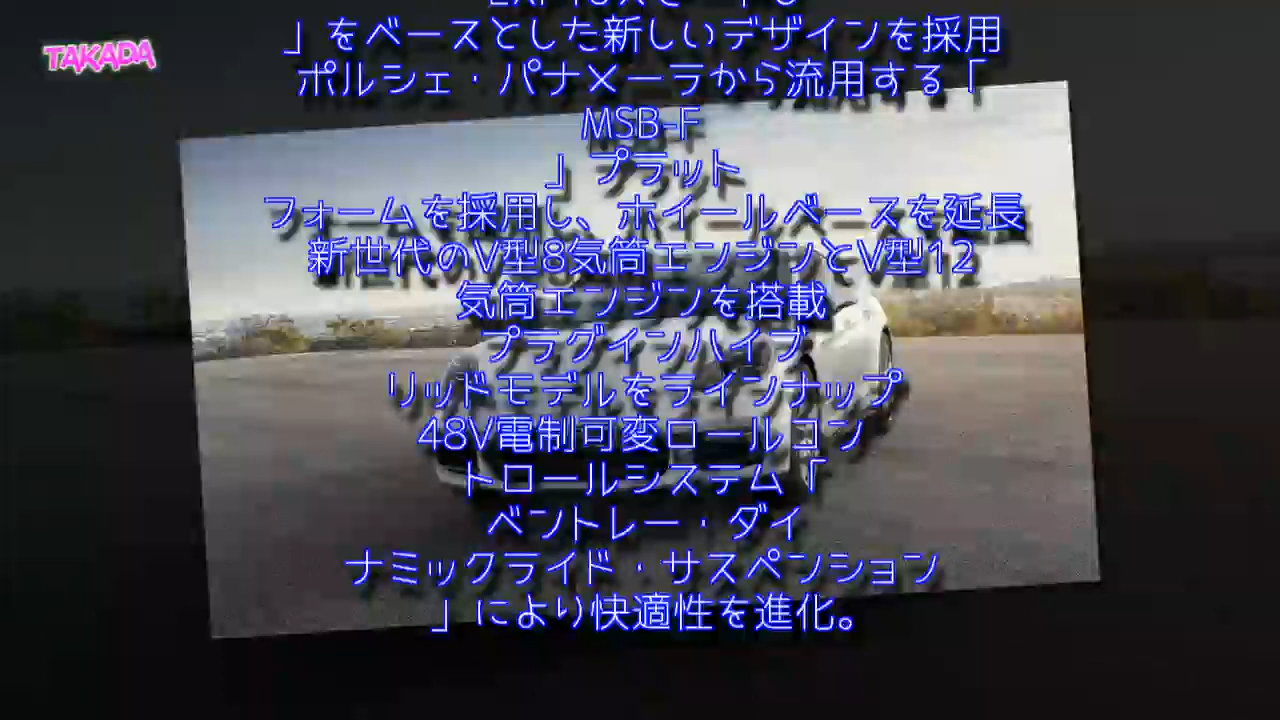 TAKADA
」をベースとした新しいデザインを採用
ポルシェ・パナメーラから流用する「
MSB-F
」プラット
フォームを採用し、ホイールベースを延長
新世代のV型8気筒エンジンとV型12
気筒エンジンを搭載
プラグインハイブ
リッドモデルをラインナップ
48V電制可変ロールコン
トロールシステム「
ベントレー・ダイ
ナミックライド・サスペンション
」により快適性を進化。